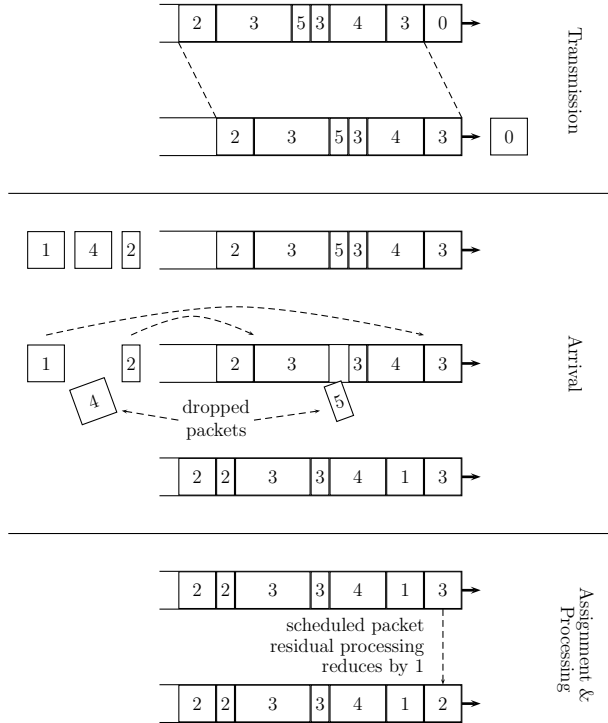 2 3 5 3 4 3 0
Transmission
2 3 5 3 4 3 0
1 4 2 2 3 5 3 4 3
1 2 2 3 3 4 3
Arrival
4 5
dropped
packets
2 2 3 3 4 1 3
2 2 3 3 4 1 3
Assignment &
Processing
scheduled packet
residual processing
reduces by 1
2 2 3 3 4 1 2